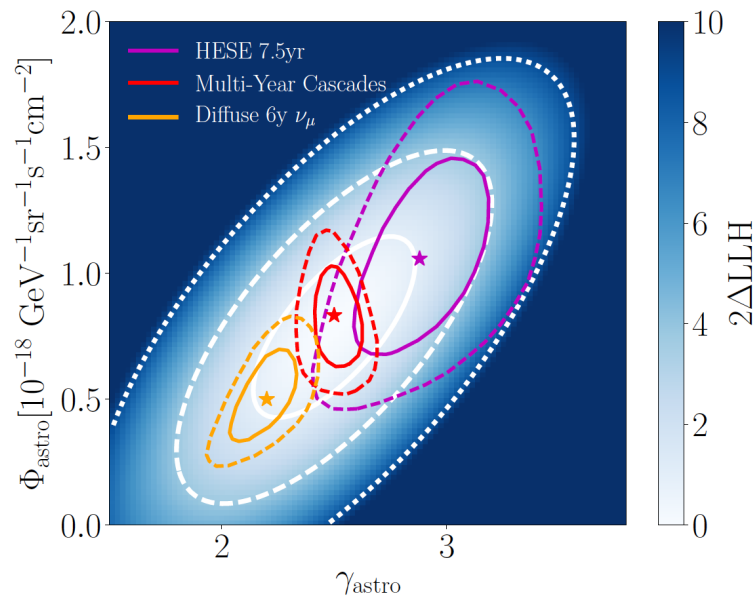 2.0
1.5
1.0
0.5
0.0
Φastro[10⁻¹⁸ GeV⁻¹sr⁻¹s⁻¹cm⁻²]
HESE 7.5yr
Multi-Year Cascades
Diffuse 6y νμ
2
3
γastro
10
8
6
4
2
0
2ΔLLH